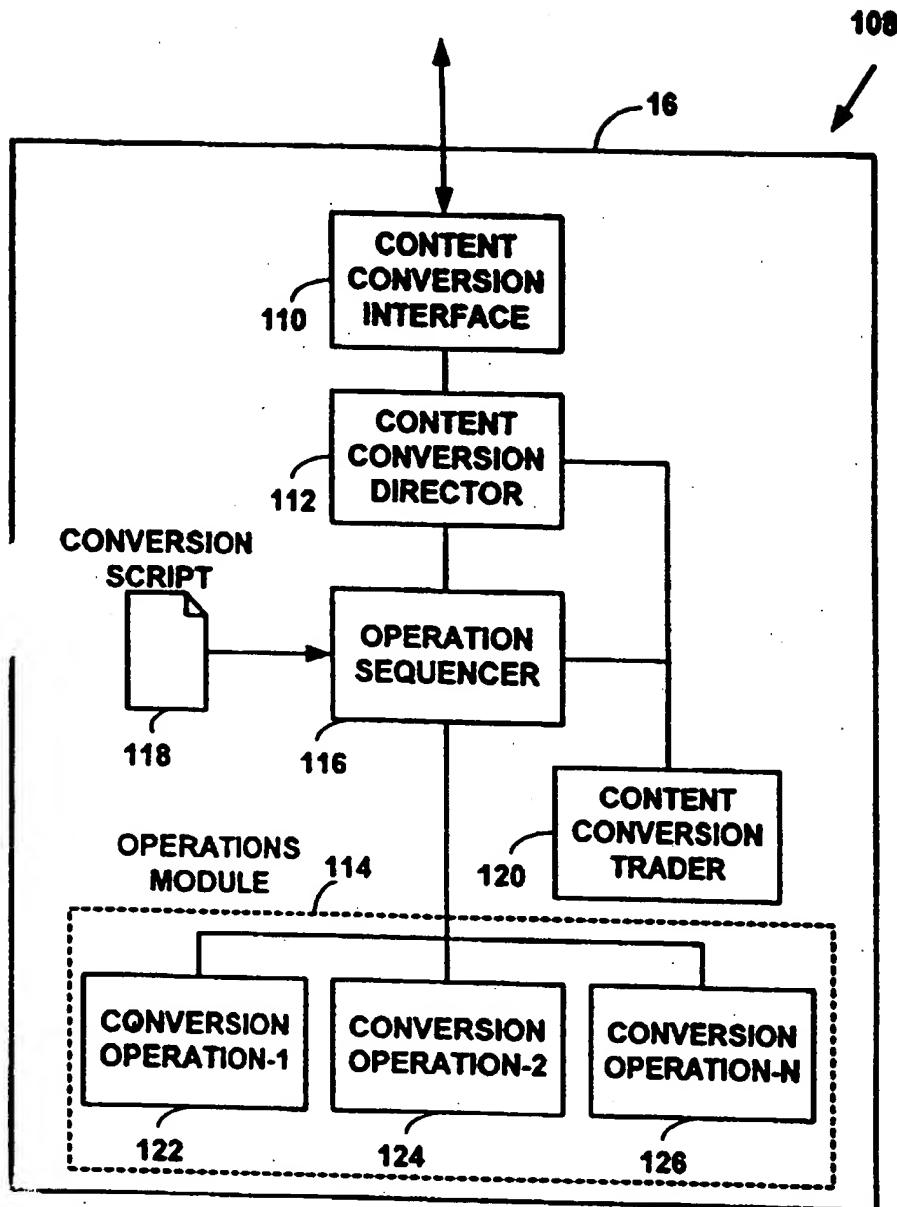 108
16
CONTENT
CONVERSION
INTERFACE
110
CONTENT
CONVERSION
DIRECTOR
112
CONVERSION
SCRIPT
118
OPERATION
SEQUENCER
116
CONTENT
CONVERSION
TRADER
120
OPERATIONS
MODULE
114
CONVERSION
OPERATION-1
122
CONVERSION
OPERATION-2
124
CONVERSION
OPERATION-N
126